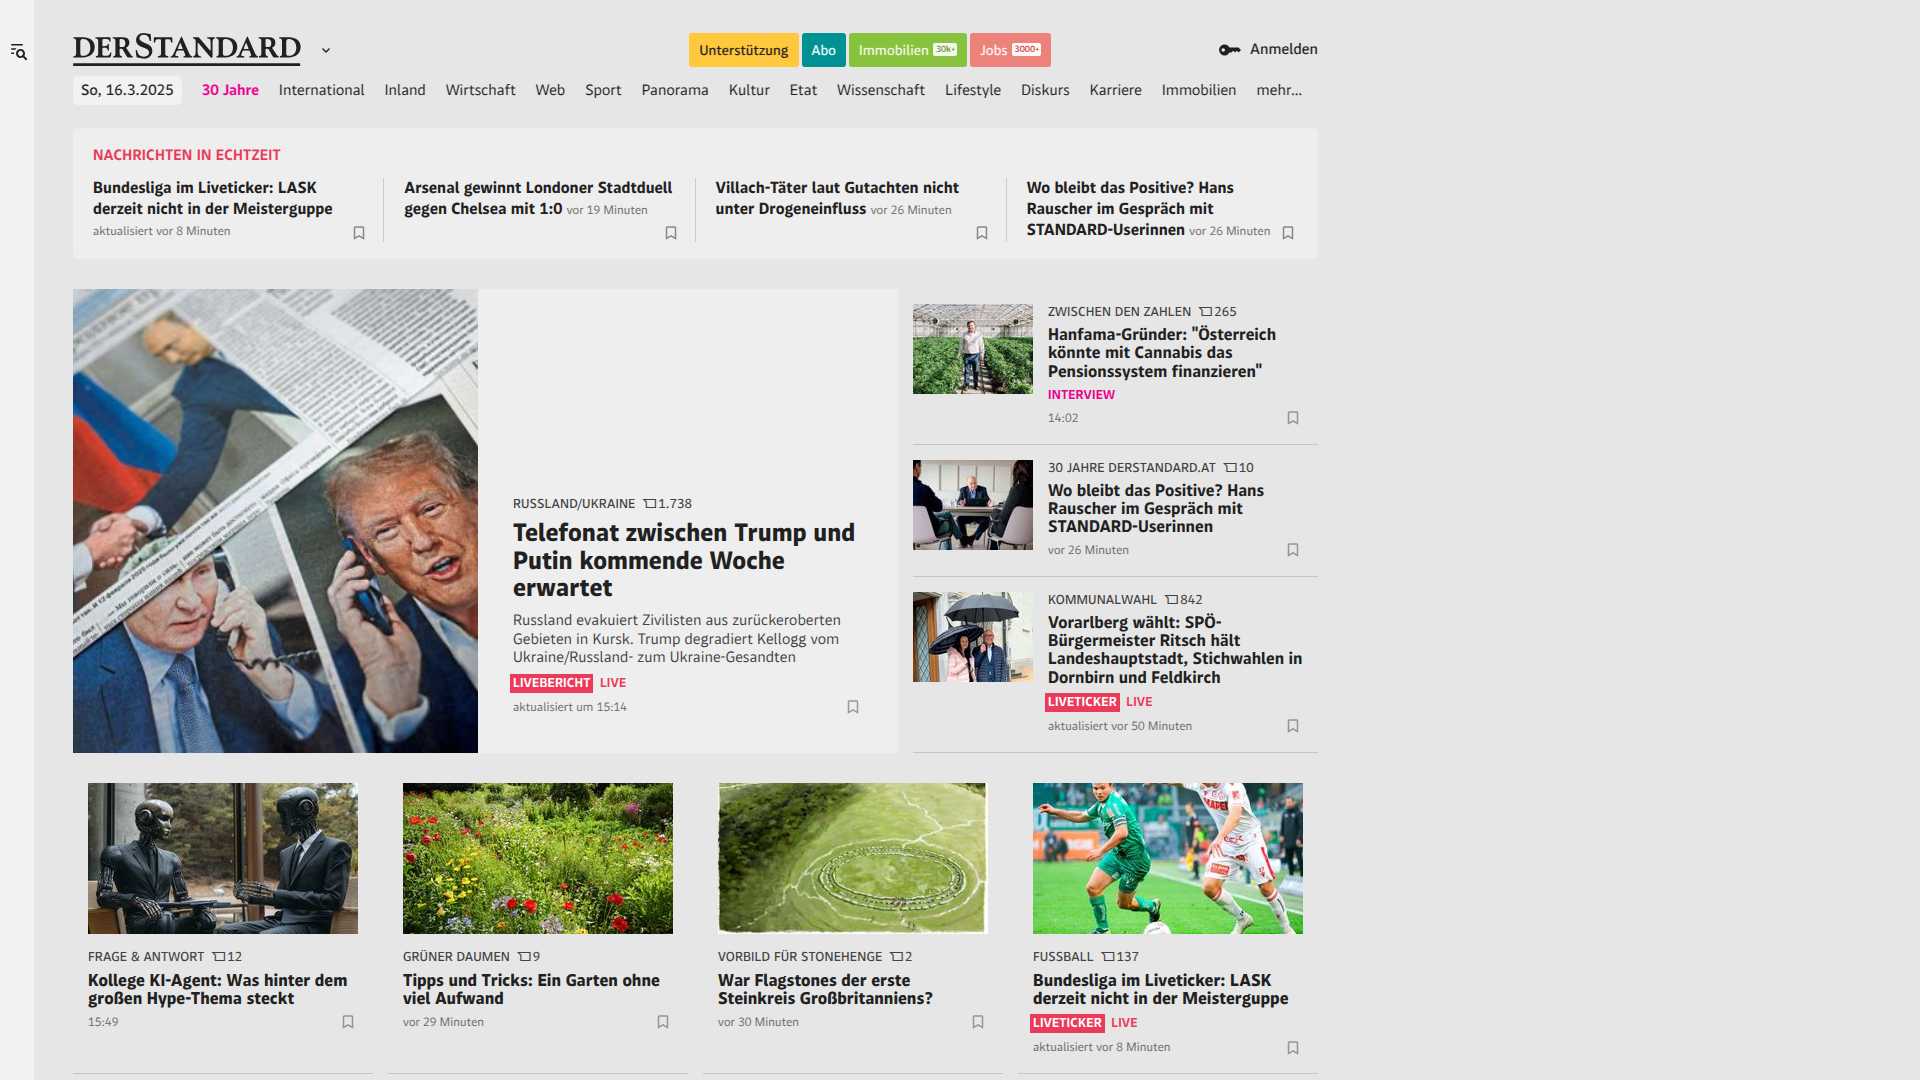 DERSTANDARD
Unterstützung
Abo
Immobilien 30k+
Jobs 3000+
Anmelden
So, 16.3.2025
30 Jahre
International
Inland
Wirtschaft
Web
Sport
Panorama
Kultur
Etat
Wissenschaft
Lifestyle
Diskurs
Karriere
Immobilien
mehr...
NACHRICHTEN IN ECHTZEIT
Bundesliga im Liveticker: LASK
derzeit nicht in der Meisterguppe
aktualisiert vor 8 Minuten
Arsenal gewinnt Londoner Stadtduell
gegen Chelsea mit 1:0 vor 19 Minuten
Villach-Täter laut Gutachten nicht
unter Drogeneinfluss vor 26 Minuten
Wo bleibt das Positive? Hans
Rauscher im Gespräch mit
STANDARD-Userinnen vor 26 Minuten
RUSSLAND/UKRAINE 1.738
Telefonat zwischen Trump und
Putin kommende Woche
erwartet
Russland evakuiert Zivilisten aus zurückeroberten
Gebieten in Kursk. Trump degradiert Kellogg vom
Ukraine/Russland- zum Ukraine-Gesandten
LIVEBERICHT LIVE
aktualisiert um 15:14
ZWISCHEN DEN ZAHLEN 265
Hanfama-Gründer: "Österreich
könnte mit Cannabis das
Pensionssystem finanzieren"
INTERVIEW
14:02
30 JAHRE DERSTANDARD.AT 10
Wo bleibt das Positive? Hans
Rauscher im Gespräch mit
STANDARD-Userinnen
vor 26 Minuten
KOMMUNALWAHL 842
Vorarlberg wählt: SPÖ-
Bürgermeister Ritsch hält
Landeshauptstadt, Stichwahlen in
Dornbirn und Feldkirch
LIVETICKER LIVE
aktualisiert vor 50 Minuten
FRAGE & ANTWORT 12
Kollege KI-Agent: Was hinter dem
großen Hype-Thema steckt
15:49
GRÜNER DAUMEN 9
Tipps und Tricks: Ein Garten ohne
viel Aufwand
vor 29 Minuten
VORBILD FÜR STONEHENGE 2
War Flagstones der erste
Steinkreis Großbritanniens?
vor 30 Minuten
MAPEI
FUSSBALL 137
Bundesliga im Liveticker: LASK
derzeit nicht in der Meisterguppe
LIVETICKER LIVE
aktualisiert vor 8 Minuten